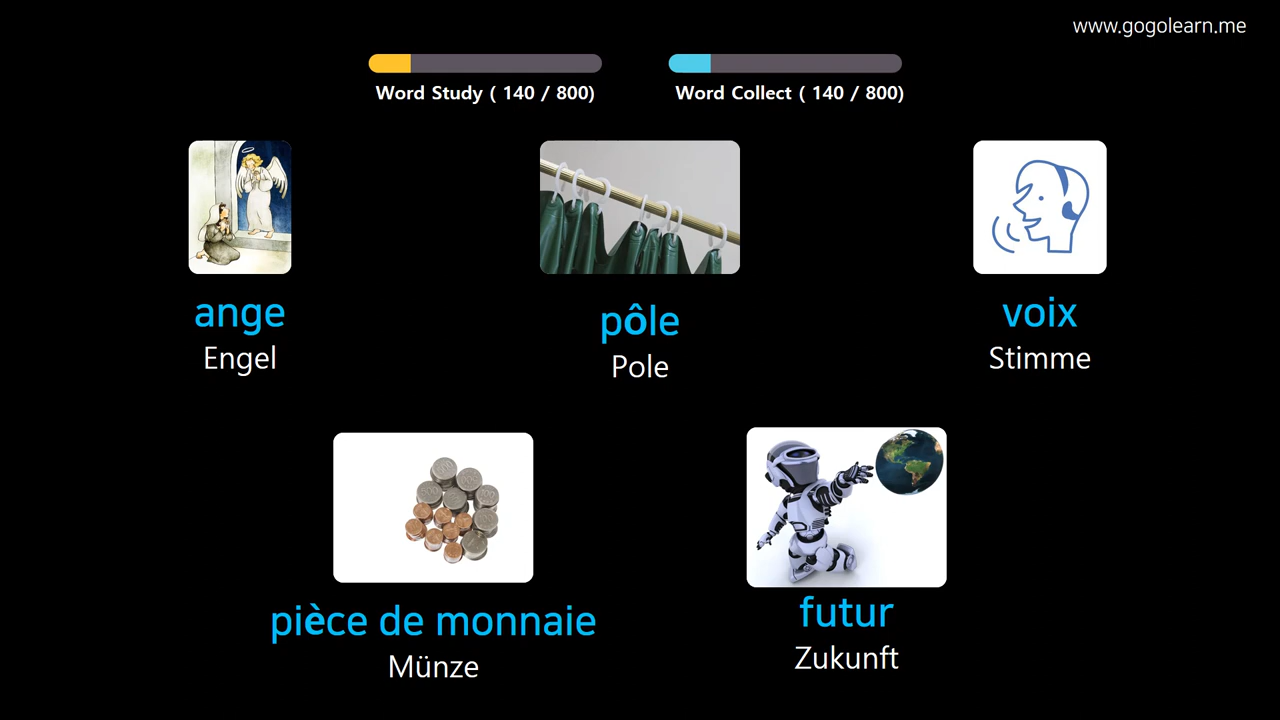 www.gogolearn.me
Word Study ( 140 / 800)
Word Collect ( 140 / 800)
ange
Engel
pôle
Pole
voix
Stimme
pièce de monnaie
Münze
futur
Zukunft